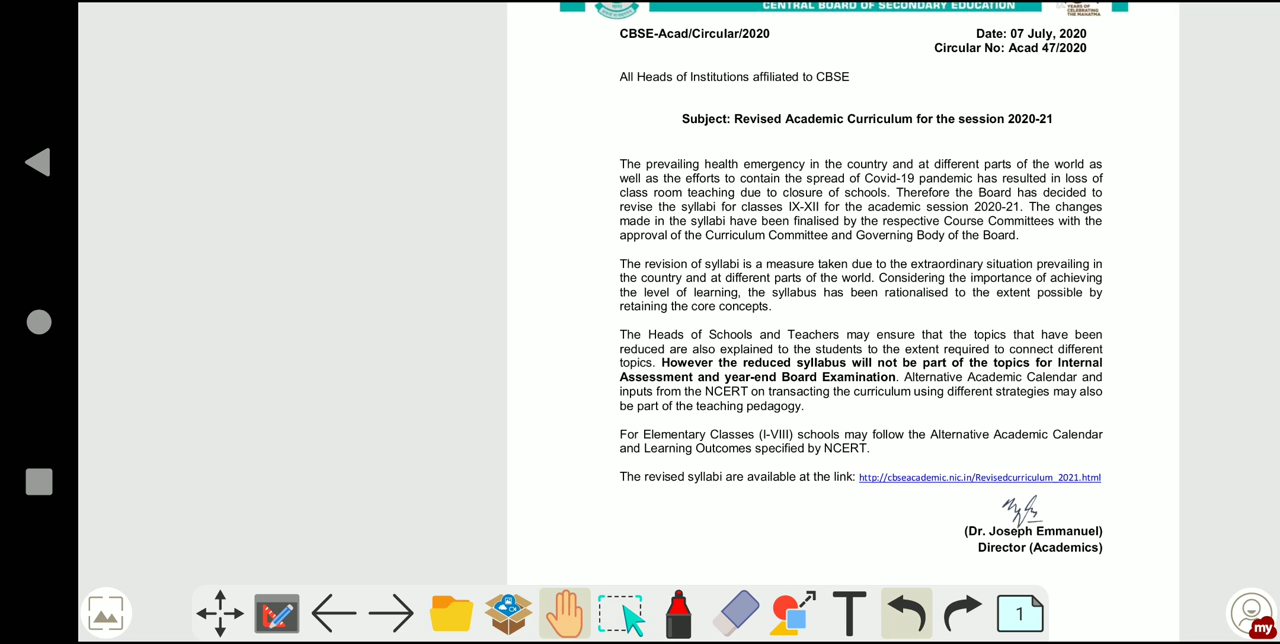 CENTRAL BOARD OF SECONDARY EDUCATION
YEARS OF
CELEBRATING
THE MAHATMA
CBSE-Acad/Circular/2020
Date: 07 July, 2020
Circular No: Acad 47/2020
All Heads of Institutions affiliated to CBSE
Subject: Revised Academic Curriculum for the session 2020-21
The prevailing health emergency in the country and at different parts of the world as
well as the efforts to contain the spread of Covid-19 pandemic has resulted in loss of
class room teaching due to closure of schools. Therefore the Board has decided to
revise the syllabi for classes IX-XII for the academic session 2020-21. The changes
made in the syllabi have been finalised by the respective Course Committees with the
approval of the Curriculum Committee and Governing Body of the Board.
The revision of syllabi is a measure taken due to the extraordinary situation prevailing in
the country and at different parts of the world. Considering the importance of achieving
the level of learning, the syllabus has been rationalised to the extent possible by
retaining the core concepts.
The Heads of Schools and Teachers may ensure that the topics that have been
reduced are also explained to the students to the extent required to connect different
topics. However the reduced syllabus will not be part of the topics for Internal
Assessment and year-end Board Examination. Alternative Academic Calendar and
inputs from the NCERT on transacting the curriculum using different strategies may also
be part of the teaching pedagogy.
For Elementary Classes (I-VIII) schools may follow the Alternative Academic Calendar
and Learning Outcomes specified by NCERT.
The revised syllabi are available at the link: http://cbseacademic.nic.in/Revisedcurriculum_2021.html
(Dr. Joseph Emmanuel)
Director (Academics)
T
1
my